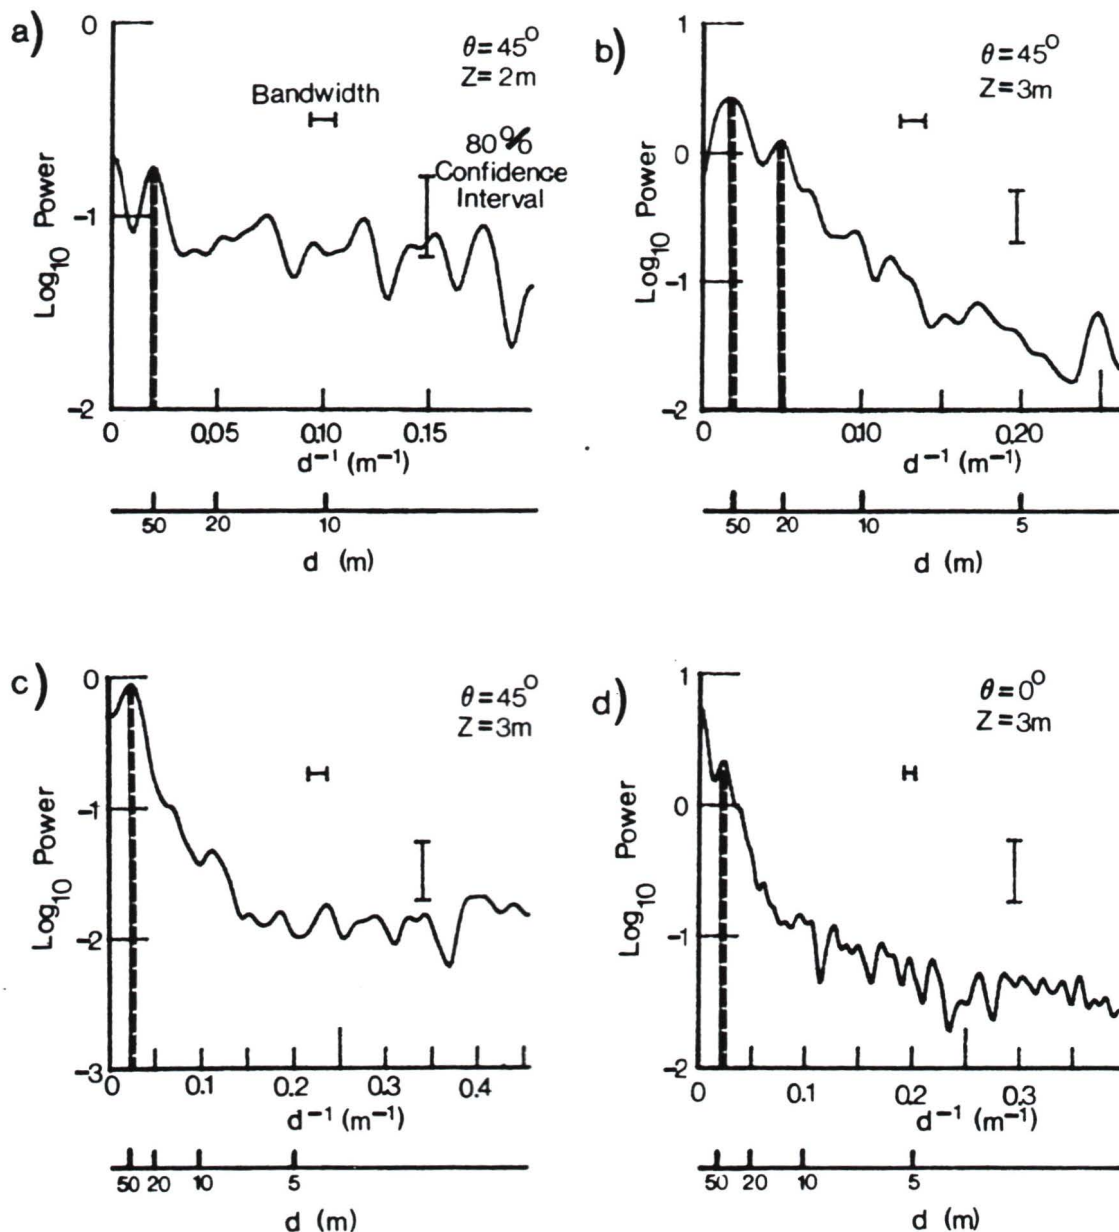 a)
0
θ=45°
Z=2m
Bandwidth
80%
Confidence
Interval
Log10 Power
-1
-2
0 0.05 0.10 0.15
d⁻¹ (m⁻¹)
50 20 10
d (m)
b)
1
θ=45°
Z=3m
Log10 Power
0
-1
-2
0 0.10 0.20
d⁻¹ (m⁻¹)
50 20 10 5
d (m)
c)
0
θ=45°
Z=3m
Log10 Power
-1
-2
-3
0 0.1 0.2 0.3 0.4
d⁻¹ (m⁻¹)
50 20 10 5
d (m)
d)
1
θ=0°
Z=3m
Log10 Power
0
-1
-2
0 0.1 0.2 0.3
d⁻¹ (m⁻¹)
50 20 10 5
d (m)